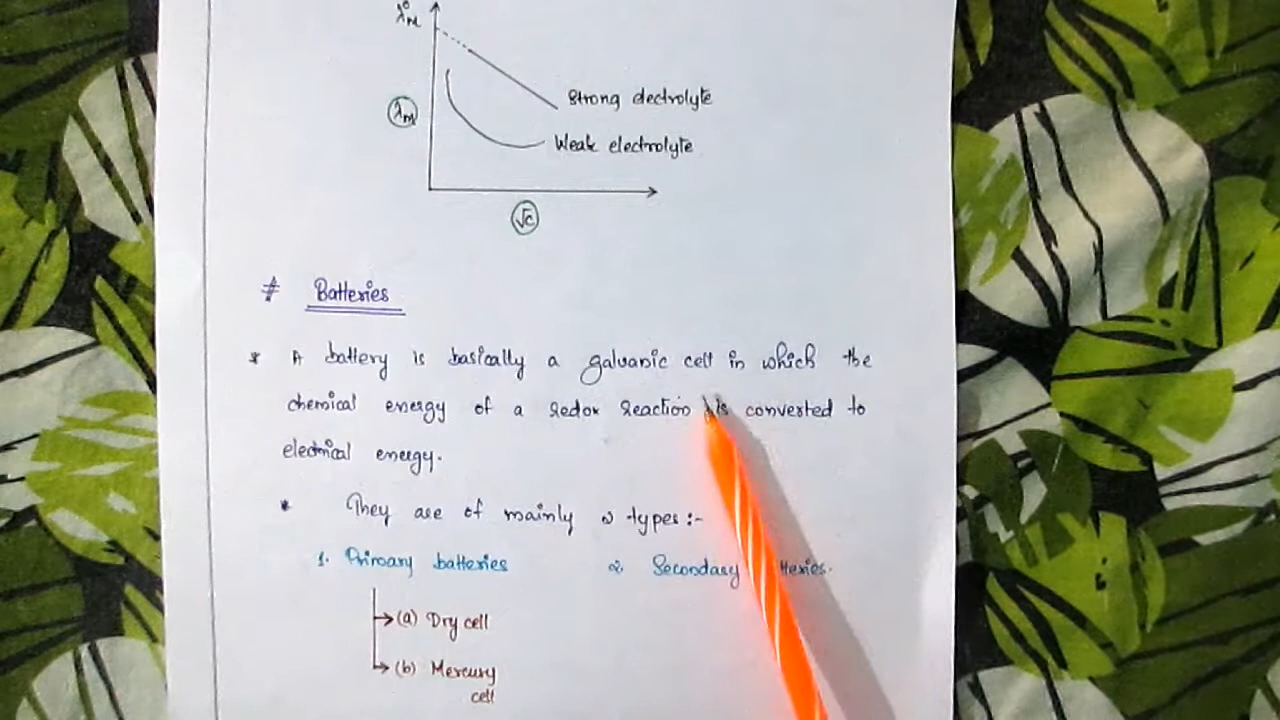 λ°m
Strong electrolyte
λm
Weak electrolyte
√c
# Batteries
* A battery is basically a galvanic cell in which the
chemical energy of a redox reaction is converted to
electrical energy.
* They are of mainly 2 types:-
1. Primary batteries 2. Secondary
(a) Dry cell
(b) Mercury
cell